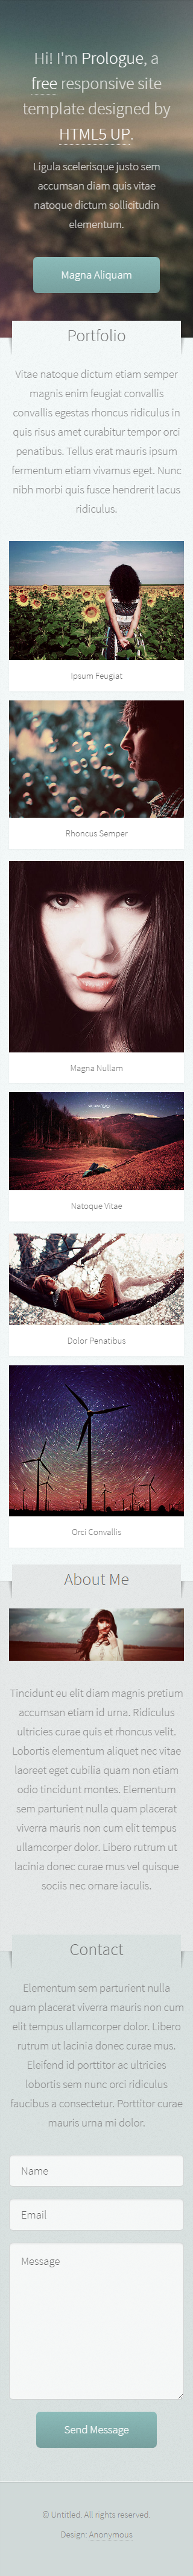 Hi! I'm Prologue, a
free responsive site
template designed by
HTML5 UP.
Ligula scelerisque justo sem
accumsan diam quis vitae
natoque dictum sollicitudin
elementum.
Magna Aliquam
Portfolio
Vitae natoque dictum etiam semper
magnis enim feugiat convallis
convallis egestas rhoncus ridiculus in
quis risus amet curabitur tempor orci
penatibus. Tellus erat mauris ipsum
fermentum etiam vivamus eget. Nunc
nibh morbi quis fusce hendrerit lacus
ridiculus.
Ipsum Feugiat
Rhoncus Semper
Magna Nullam
Natoque Vitae
Dolor Penatibus
Orci Convallis
About Me
Tincidunt eu elit diam magnis pretium
accumsan etiam id urna. Ridiculus
ultricies curae quis et rhoncus velit.
Lobortis elementum aliquet nec vitae
laoreet eget cubilia quam non etiam
odio tincidunt montes. Elementum
sem parturient nulla quam placerat
viverra mauris non cum elit tempus
ullamcorper dolor. Libero rutrum ut
lacinia donec curae mus vel quisque
sociis nec ornare iaculis.
Contact
Elementum sem parturient nulla
quam placerat viverra mauris non cum
elit tempus ullamcorper dolor. Libero
rutrum ut lacinia donec curae mus.
Eleifend id porttitor ac ultricies
lobortis sem nunc orci ridiculus
faucibus a consectetur. Porttitor curae
mauris urna mi dolor.
Name
Email
Message
Send Message
© Untitled. All rights reserved.
Design: Anonymous